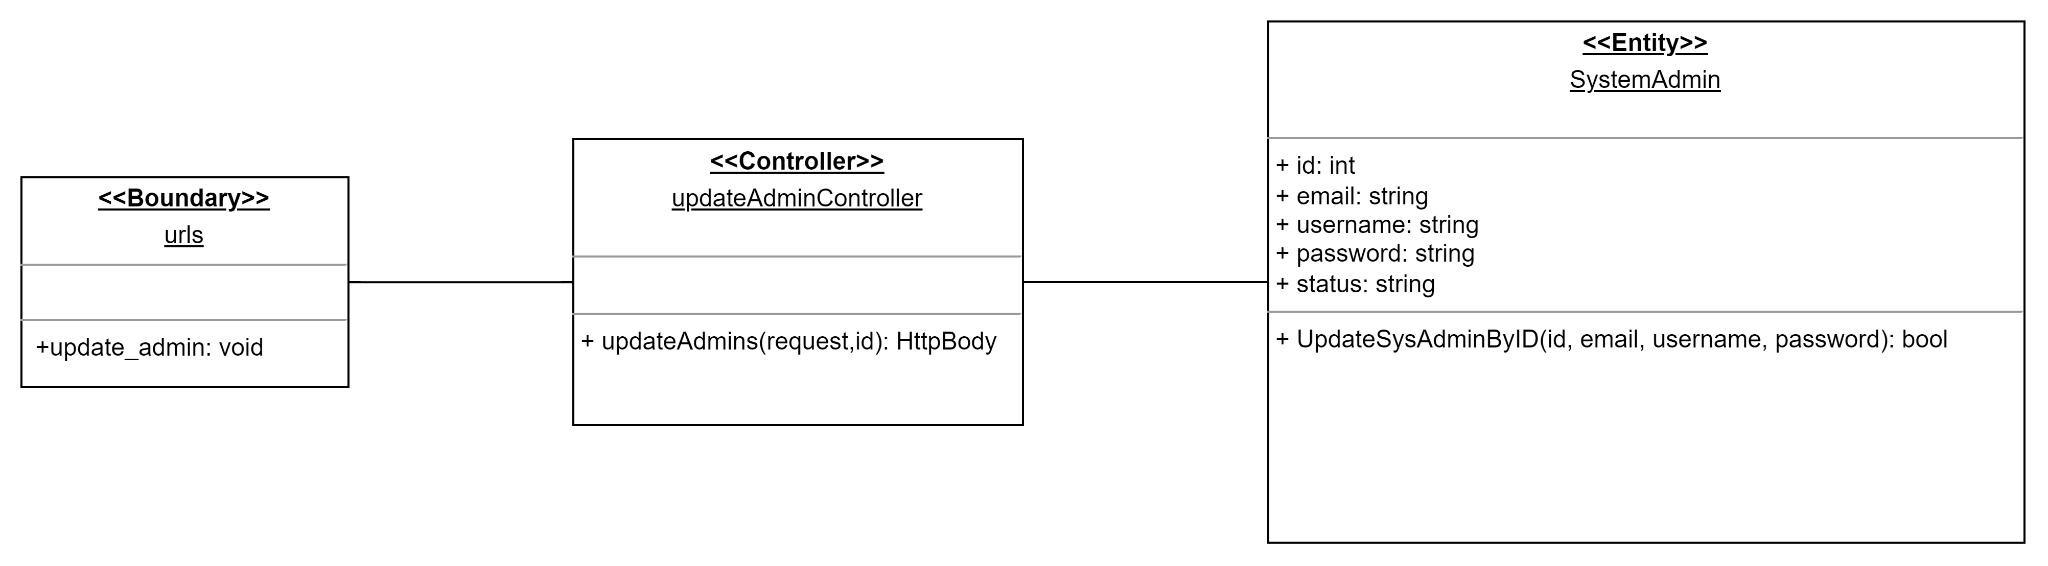 <<Boundary>>
urls
+update_admin: void
<<Controller>>
updateAdminController
+ updateAdmins(request,id): HttpBody
<<Entity>>
SystemAdmin
+ id: int
+ email: string
+ username: string
+ password: string
+ status: string
+ UpdateSysAdminByID(id, email, username, password): bool